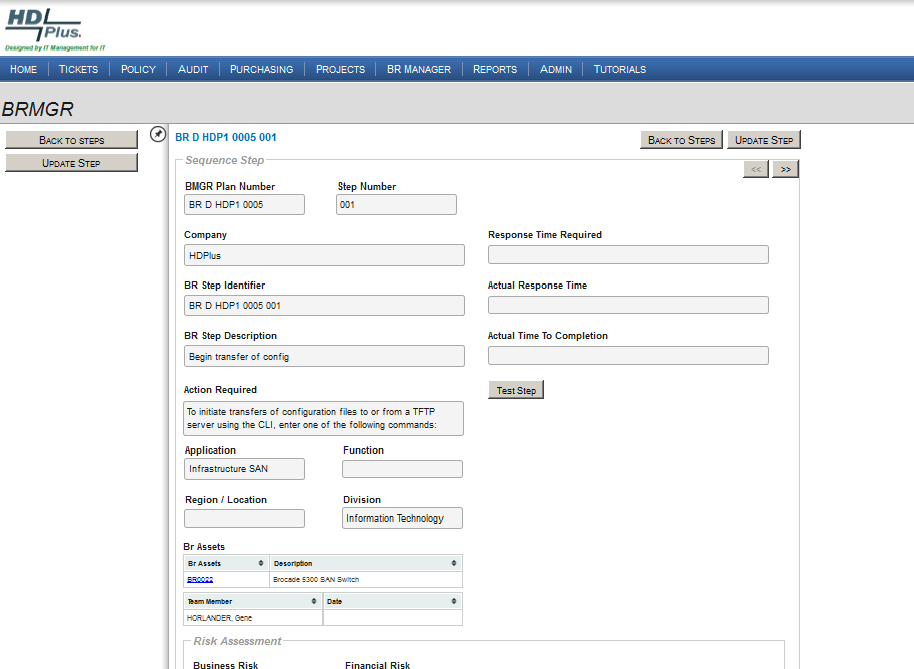 HD Plus.
Designed by IT Management for IT
HOME TICKETS POLICY AUDIT PURCHASING PROJECTS BR MANAGER REPORTS ADMIN TUTORIALS
BRMGR
BACK TO STEPS
UPDATE STEP
BR D HDP1 0005 001
BACK TO STEPS UPDATE STEP
Sequence Step
<< >>
BMGR Plan Number Step Number
BR D HDP1 0005 001
Company Response Time Required
HDPlus
BR Step Identifier Actual Response Time
BR D HDP1 0005 001
BR Step Description Actual Time To Completion
Begin transfer of config
Action Required Test Step
To initiate transfers of configuration files to or from a TFTP
server using the CLI, enter one of the following commands:
Application Function
Infrastructure SAN
Region / Location Division
Information Technology
Br Assets
Br Assets Description
BR0022 Brocade 5300 SAN Switch
Team Member Date
HORLANDER, Gene
Risk Assessment
Business Risk Financial Risk